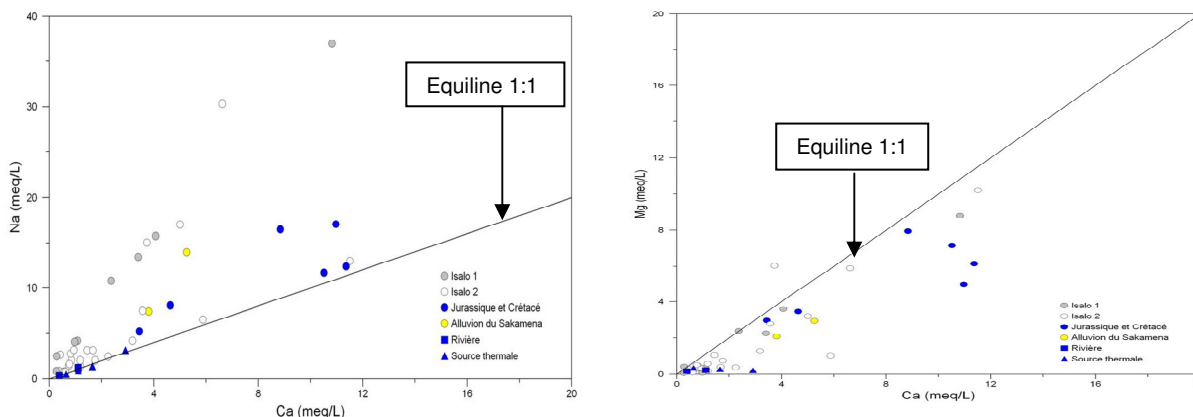 40
30
20
10
0
Na (meq/L)
0 4 8 12 16 20
Ca (meq/L)
Equiline 1:1
Isalo 1
Isalo 2
Jurassique et Crétacé
Alluvion du Sakamena
Rivière
Source thermale
20
16
12
8
4
0
Mg (meq/L)
0 4 8 12 16
Ca (meq/L)
Equiline 1:1
Isalo 1
Isalo 2
Jurassique et Crétacé
Alluvion du Sakamena
Rivière
Source thermale